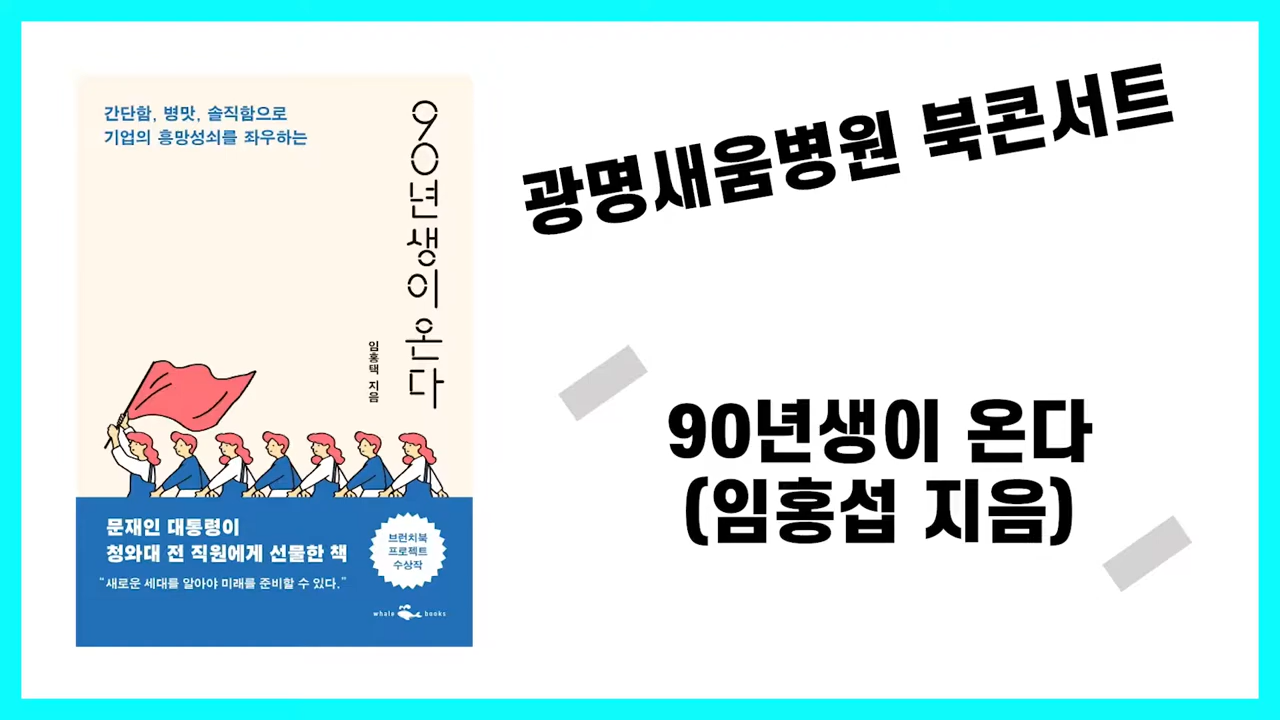 간단함, 병맛, 솔직함으로
기업의 흥망성쇠를 좌우하는
90년생이 온다
임홍택 지음
문재인 대통령이
청와대 전 직원에게 선물한 책
“새로운 세대를 알아야 미래를 준비할 수 있다.”
브런치북
프로젝트
수상작
whale books
광명새움병원 북콘서트
90년생이 온다
(임홍섭 지음)